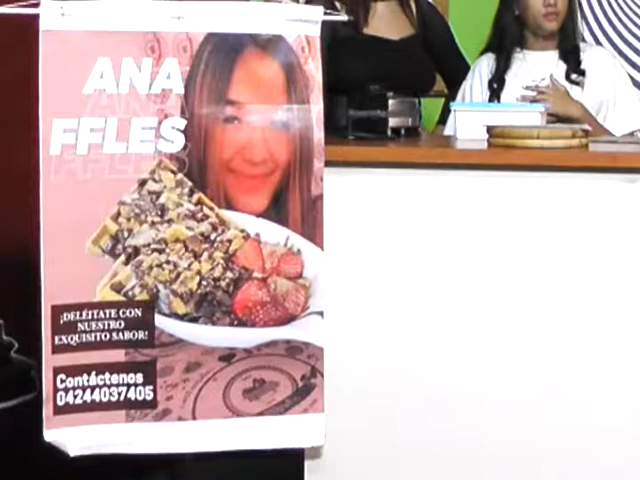 ANA
FFLES
¡DELÉITATE CON
NUESTRO
EXQUISITO SABOR!
Contáctenos
04244037405